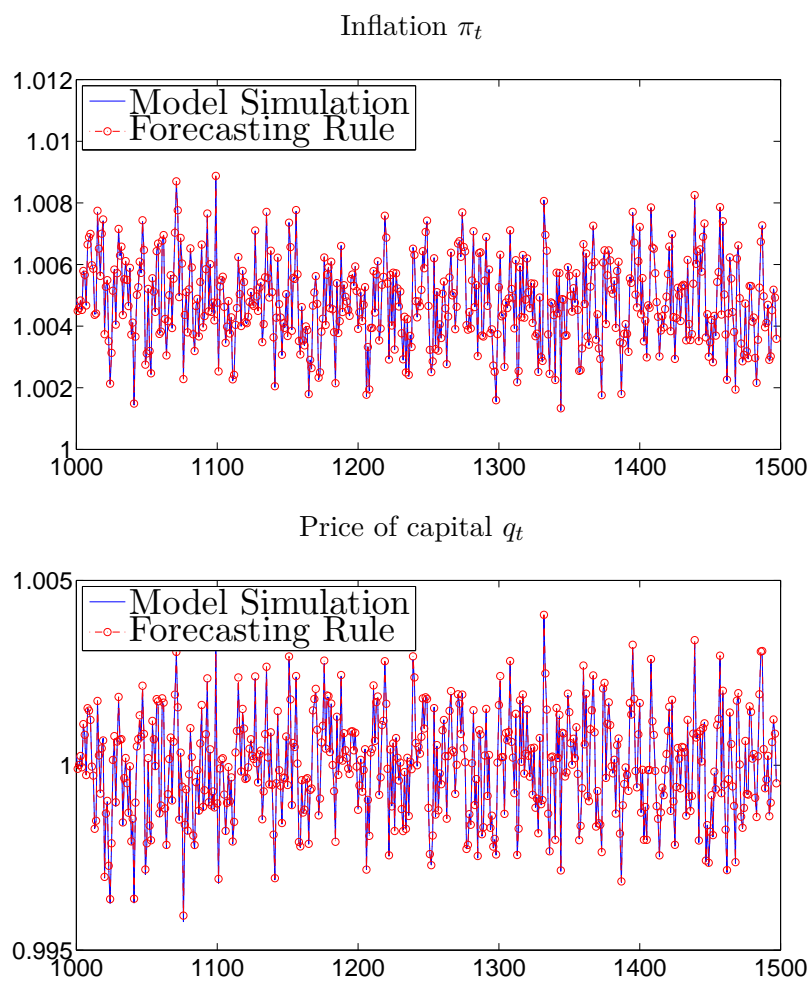 Inflation π_t
1.012
Model Simulation
1.01
Forecasting Rule
1.008
1.006
1.004
1.002
1
1000 1100 1200 1300 1400 1500
Price of capital q_t
1.005
Model Simulation
Forecasting Rule
1
0.995
1000 1100 1200 1300 1400 1500